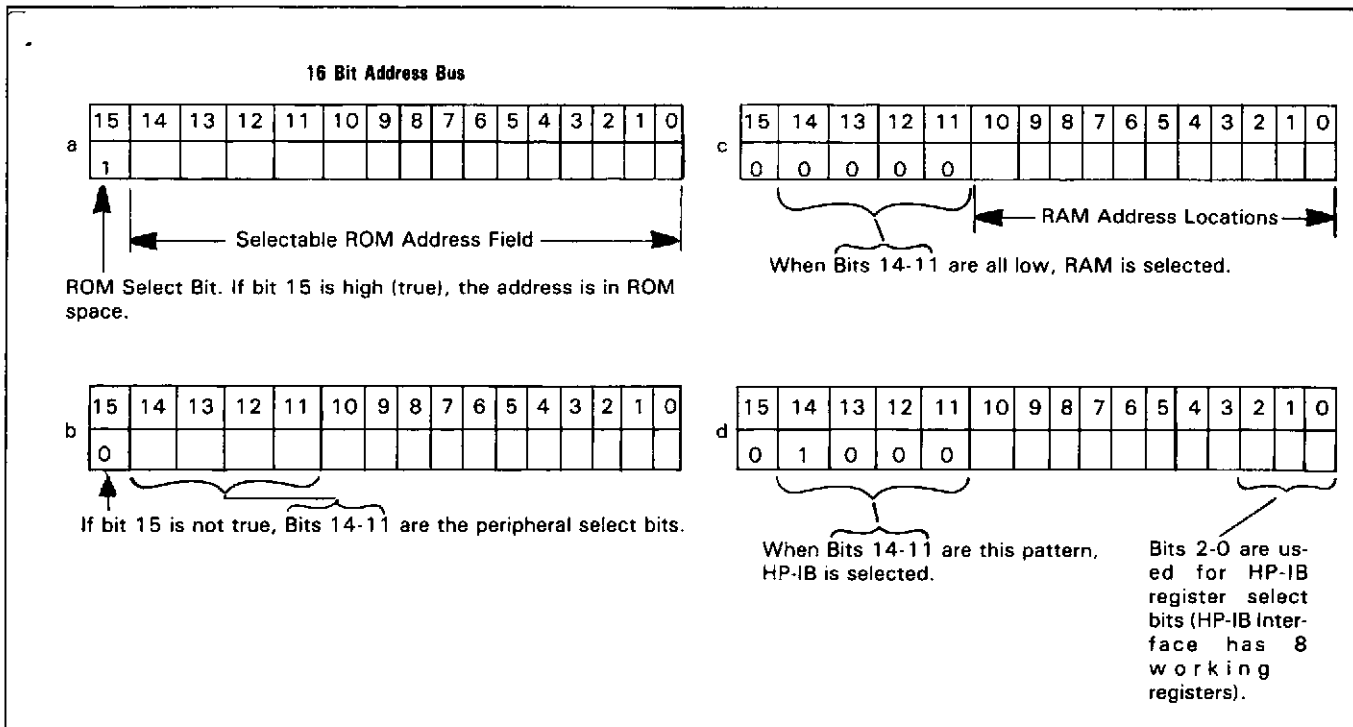 16 Bit Address Bus
15 14 13 12 11 10 9 8 7 6 5 4 3 2 1 0
a
1
Selectable ROM Address Field
ROM Select Bit. If bit 15 is high (true), the address is in ROM
space.
15 14 13 12 11 10 9 8 7 6 5 4 3 2 1 0
c
0 0 0 0 0
RAM Address Locations
When Bits 14-11 are all low, RAM is selected.
15 14 13 12 11 10 9 8 7 6 5 4 3 2 1 0
b
0
If bit 15 is not true, Bits 14-11 are the peripheral select bits.
15 14 13 12 11 10 9 8 7 6 5 4 3 2 1 0
d
0 1 0 0 0
When Bits 14-11 are this pattern,
HP-IB is selected.
Bits 2-0 are us-
ed for HP-IB
register select
bits (HP-IB Inter-
face has 8
working
registers).